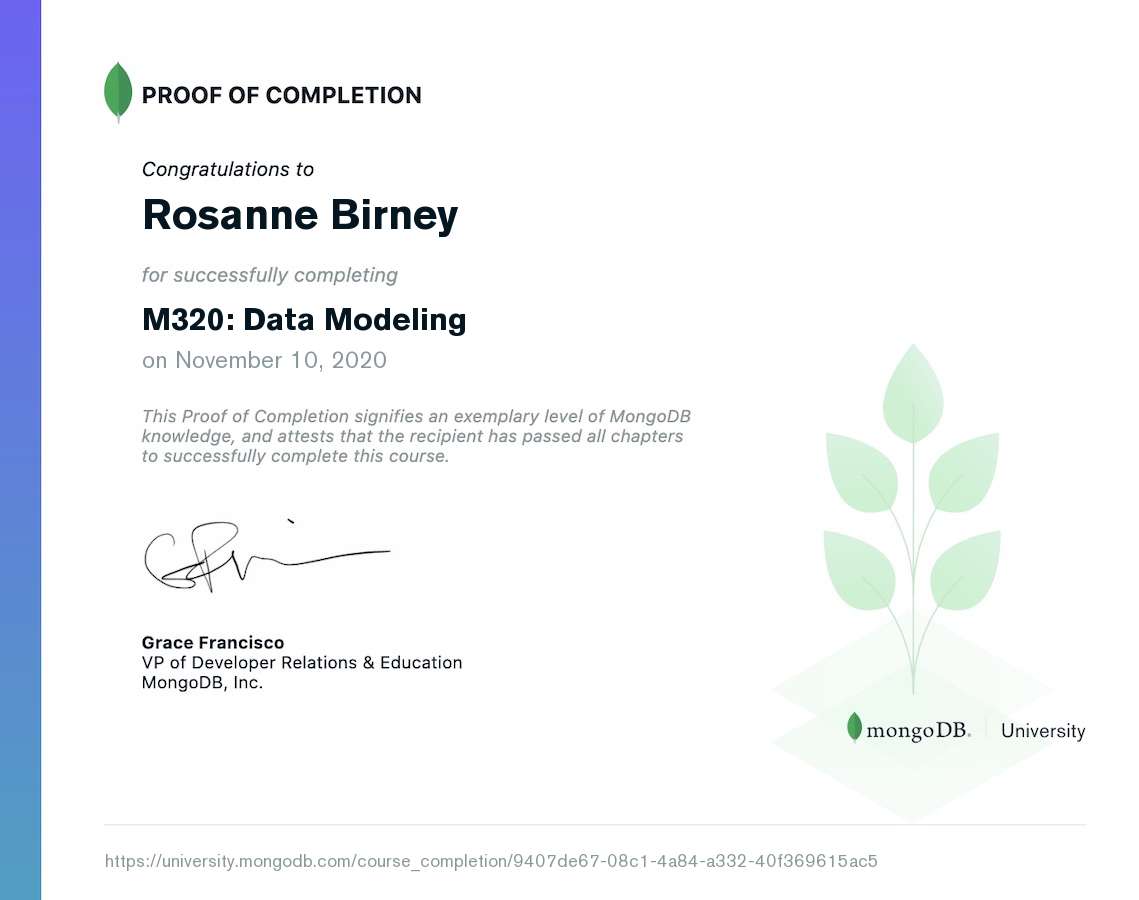 PROOF OF COMPLETION
Congratulations to
Rosanne Birney
for successfully completing
M320: Data Modeling
on November 10, 2020
This Proof of Completion signifies an exemplary level of MongoDB
knowledge, and attests that the recipient has passed all chapters
to successfully complete this course.
Grace Francisco
VP of Developer Relations & Education
MongoDB, Inc.
mongoDB. University
https://university.mongodb.com/course_completion/9407de67-08c1-4a84-a332-40f369615ac5